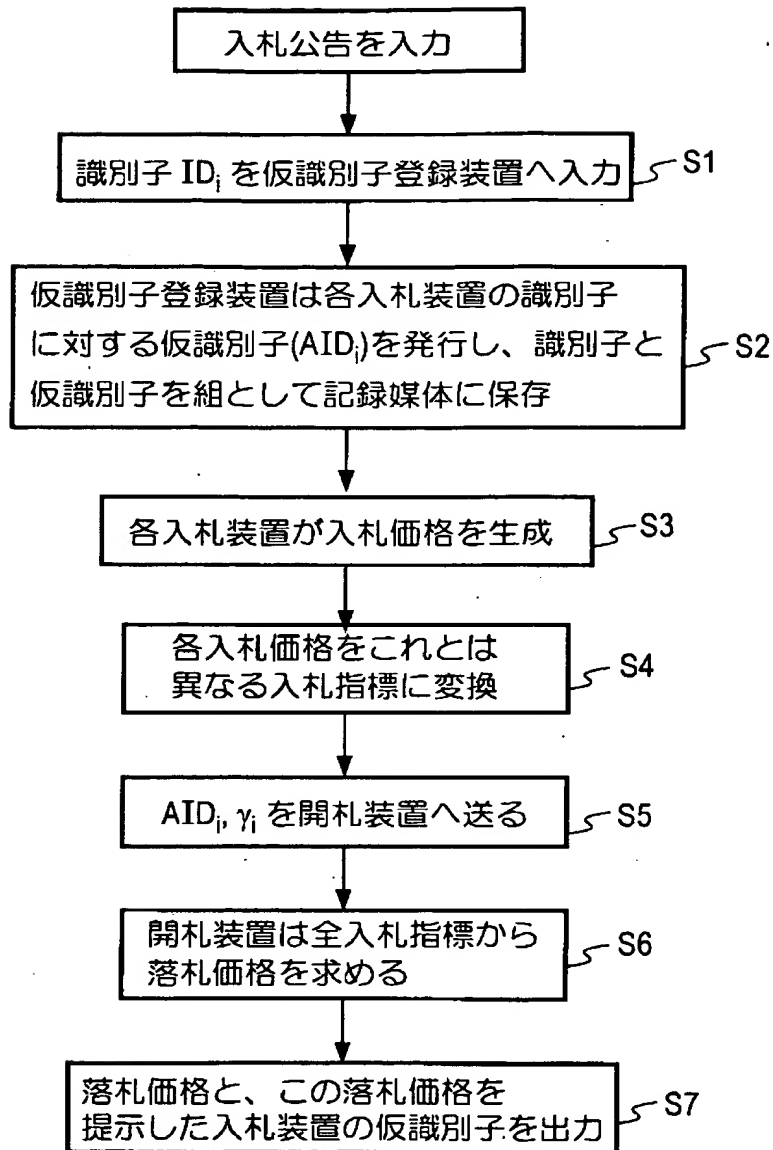 入札公告を入力
識別子 IDi を仮識別子登録装置へ入力
S1
仮識別子登録装置は各入札装置の識別子
に対する仮識別子(AIDi)を発行し、識別子と
仮識別子を組として記録媒体に保存
S2
各入札装置が入札価格を生成
S3
各入札価格をこれとは
異なる入札指標に変換
S4
AIDi, γi を開札装置へ送る
S5
開札装置は全入札指標から
落札価格を求める
S6
落札価格と、この落札価格を
提示した入札装置の仮識別子を出力
S7